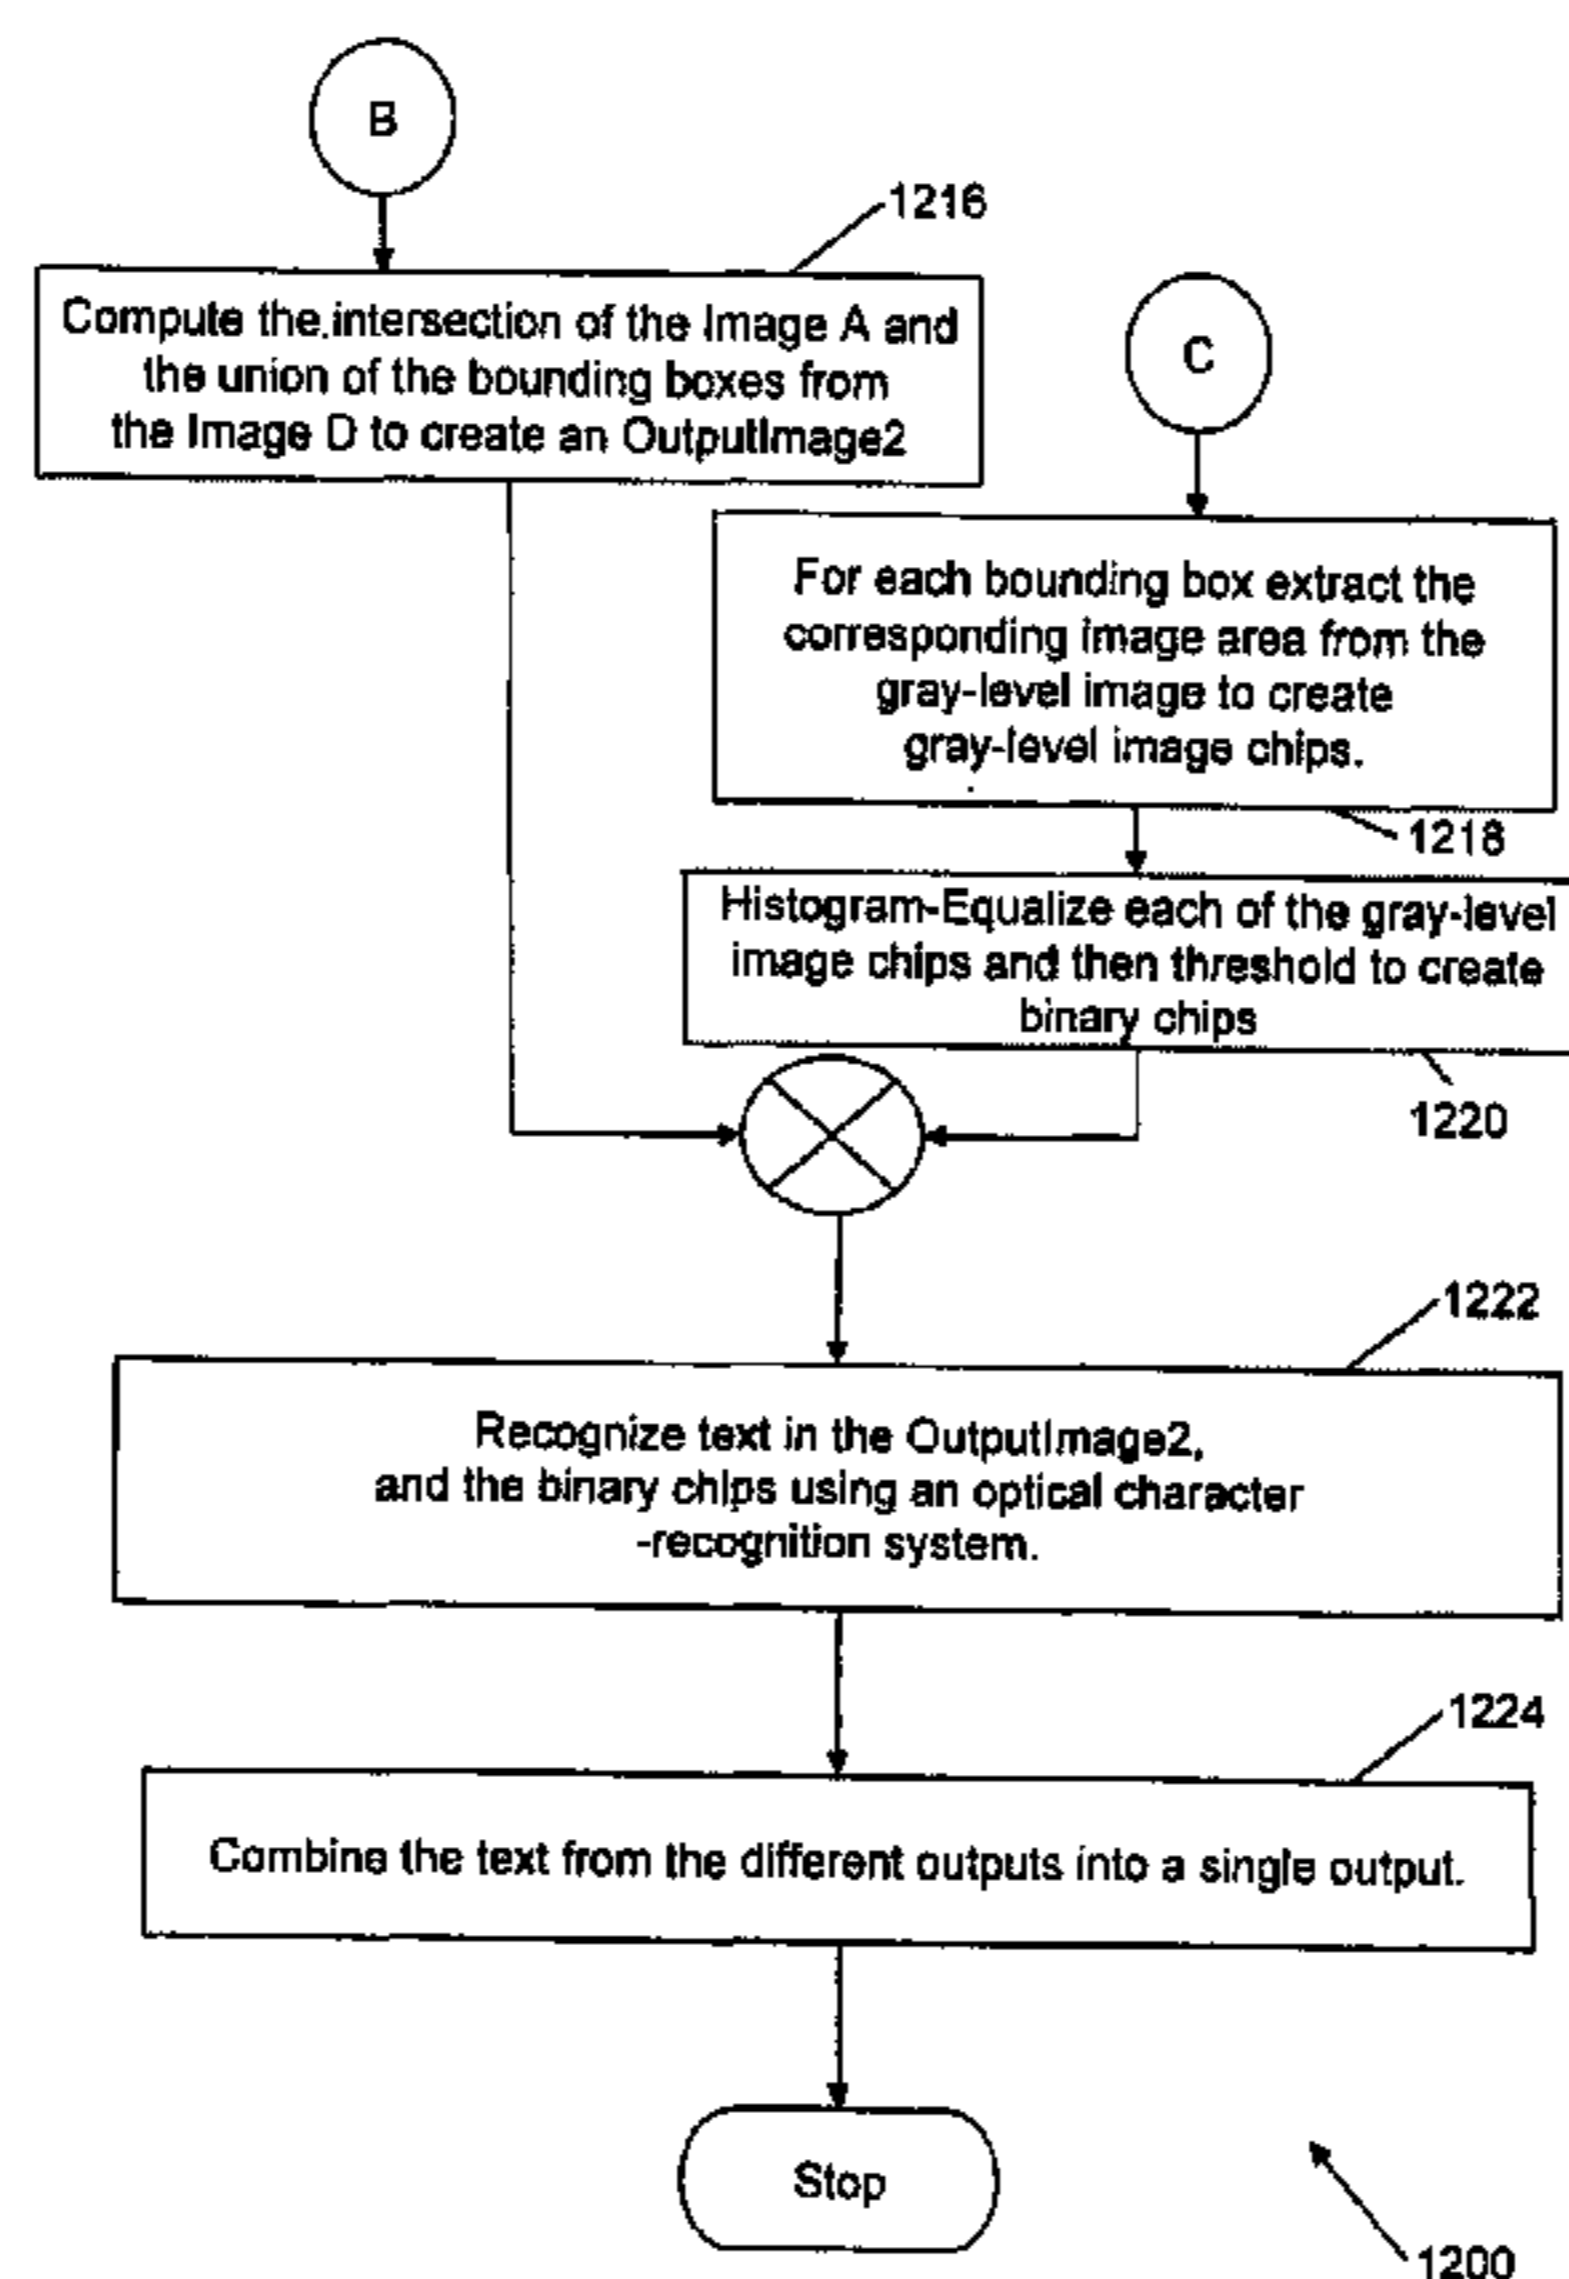 B
1216
Compute the intersection of the Image A and
the union of the bounding boxes from
the Image D to create an OutputImage2
C
For each bounding box extract the
corresponding image area from the
gray-level image to create
gray-level image chips.
1218
Histogram-Equalize each of the gray-level
image chips and then threshold to create
binary chips
1220
1222
Recognize text in the OutputImage2,
and the binary chips using an optical character
-recognition system.
1224
Combine the text from the different outputs into a single output.
Stop
1200